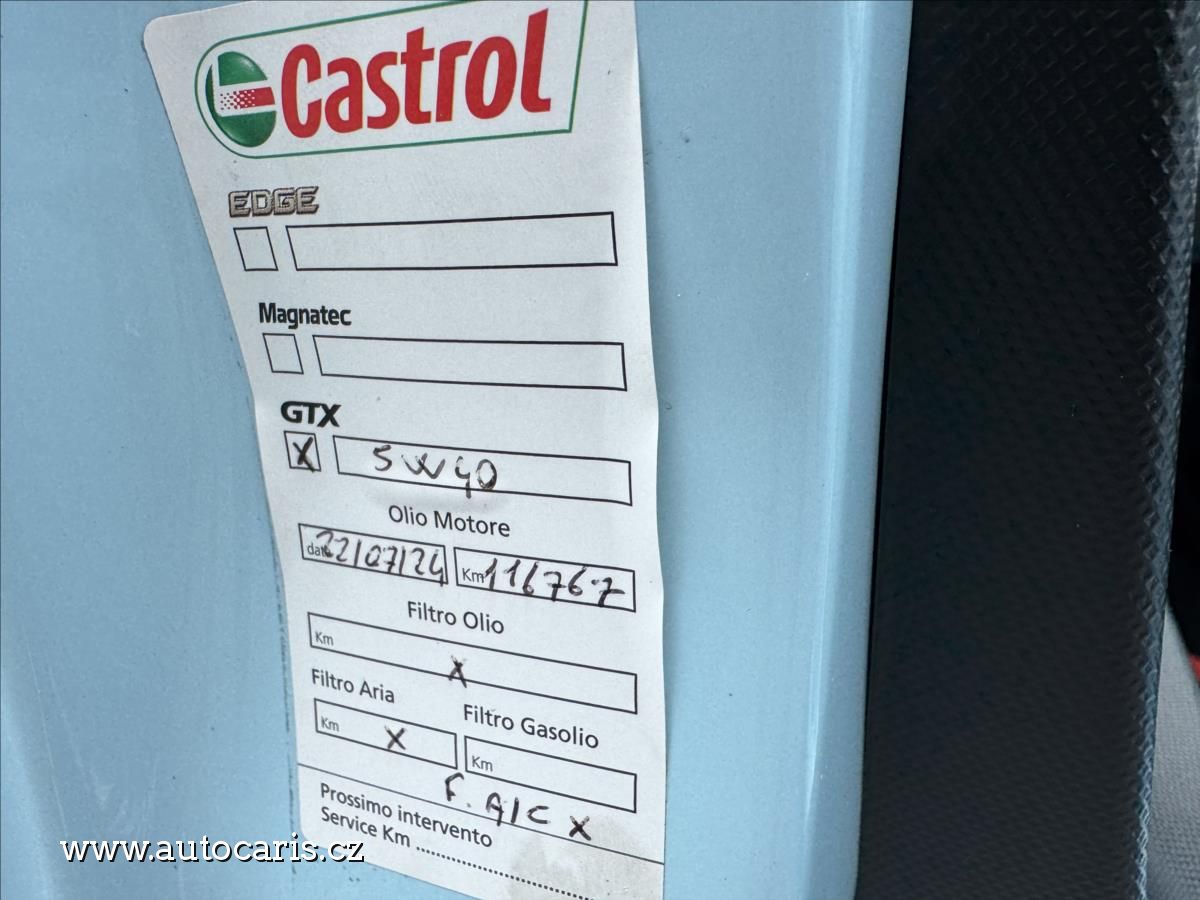 Castrol
EDGE
Magnatec
GTX
X 5W40
Olio Motore
data 22/07/24 Km 116767
Filtro Olio
Km X
Filtro Aria Filtro Gasolio
Km X Km
F. A/C X
Prossimo intervento
Service Km ........................
www.autocaris.cz